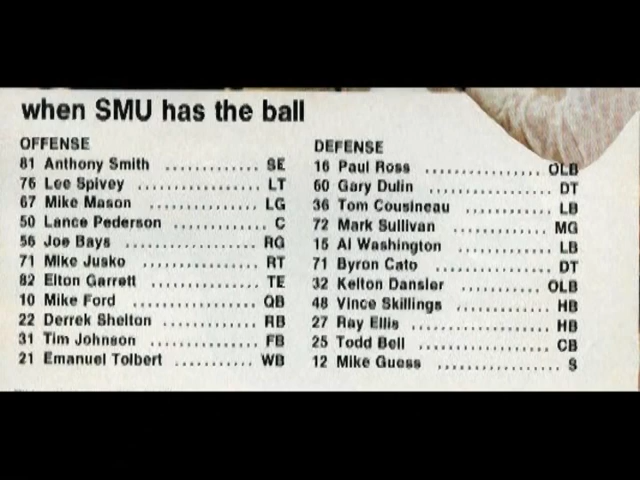 when SMU has the ball
OFFENSE
81 Anthony Smith .............. SE
76 Lee Spivey .................. LT
67 Mike Mason ................. LG
50 Lance Pederson .............. C
56 Joe Bays .................... RG
71 Mike Jusko .................. RT
82 Elton Garrett ................ TE
10 Mike Ford ................... QB
22 Derrek Shelton .............. RB
31 Tim Johnson ................ FB
21 Emanuel Tolbert ............ WB
DEFENSE
16 Paul Ross .................. OLB
60 Gary Dulin .................. DT
36 Tom Cousineau .............. LB
72 Mark Sullivan ............... MG
15 Al Washington .............. LB
71 Byron Cato .................. DT
32 Kelton Dansler .............. OLB
48 Vince Skillings .............. HB
27 Ray Ellis .................... HB
25 Todd Bell ................... CB
12 Mike Guess .................. S